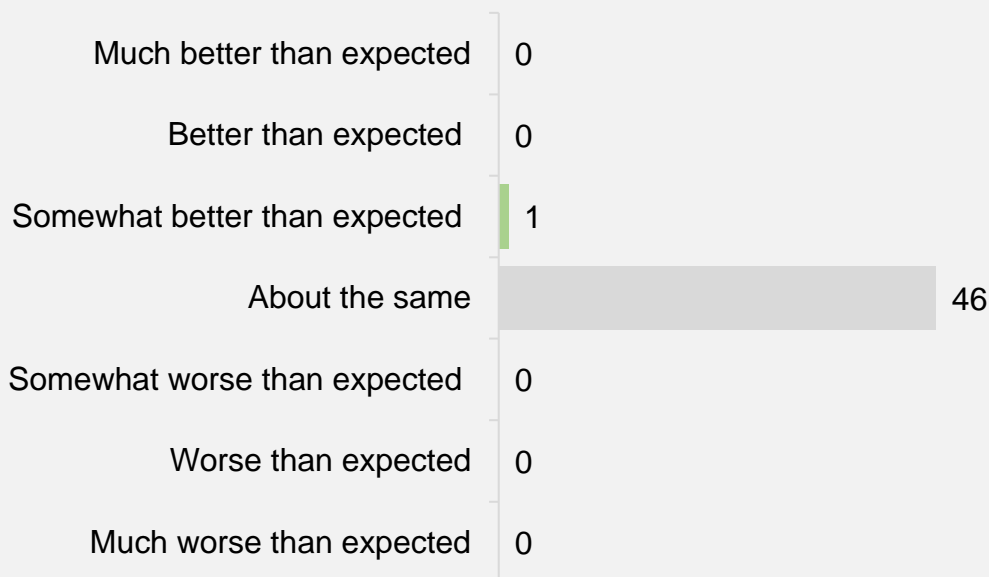 Much better than expected 0
Better than expected 0
Somewhat better than expected 1
About the same 46
Somewhat worse than expected 0
Worse than expected 0
Much worse than expected 0